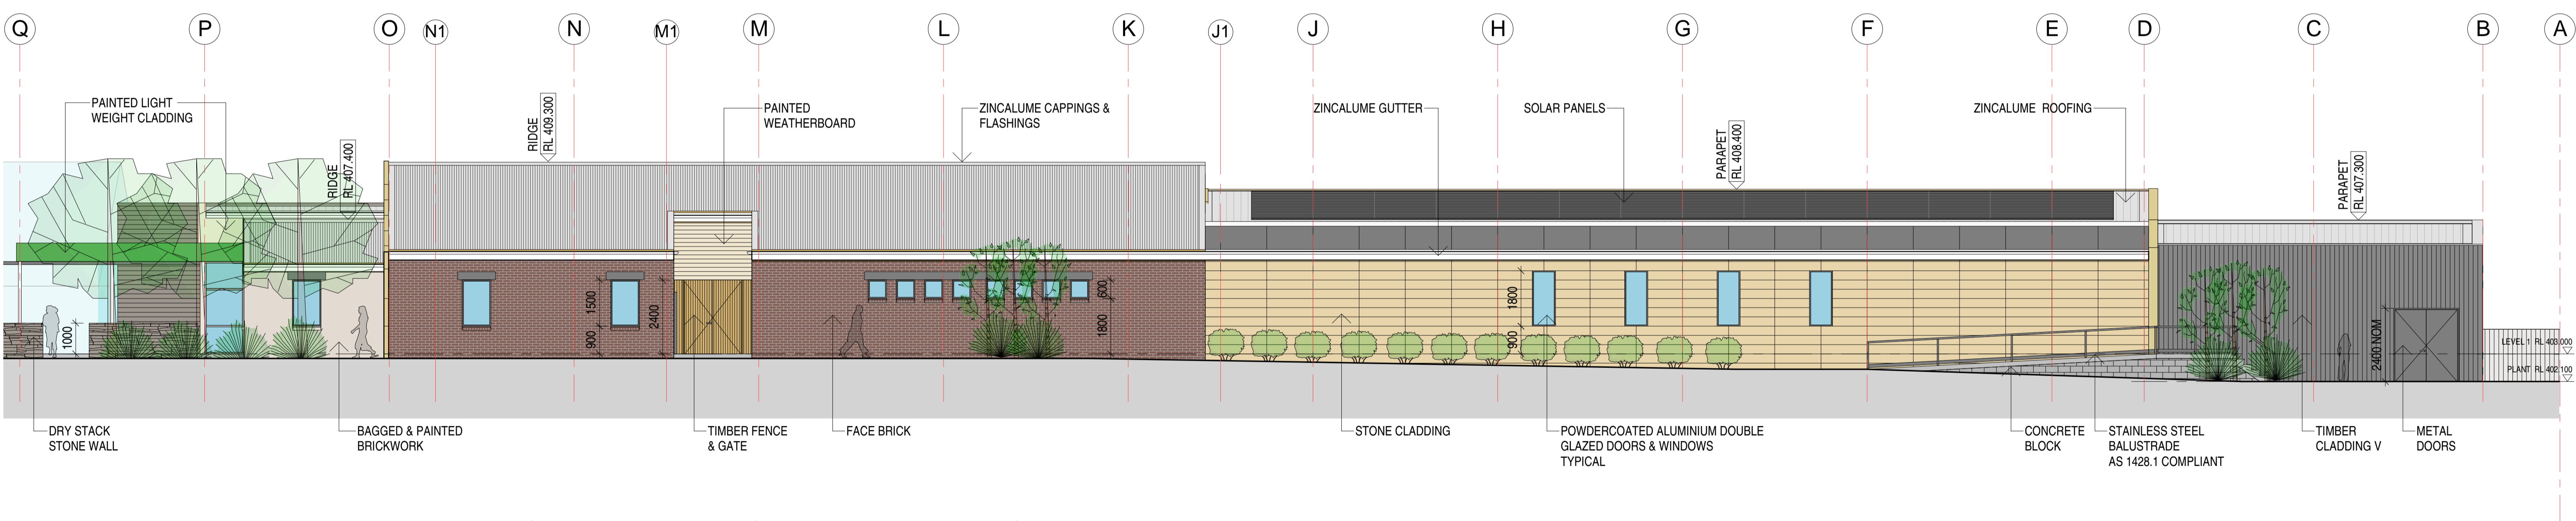 Q P O N1 N M1 M L K J1 J H G F E D C B A
PAINTED LIGHT
WEIGHT CLADDING
RIDGE
RL 407.400
RIDGE
RL 409.300
PAINTED
WEATHERBOARD
ZINCALUME CAPPINGS &
FLASHINGS
ZINCALUME GUTTER
SOLAR PANELS
PARAPET
RL 408.400
ZINCALUME ROOFING
PARAPET
RL 407.300
1000
1500
900
2400
600
1800
1800
900
2400 NOM
LEVEL 1 RL 403.000
PLANT RL 402.100
DRY STACK
STONE WALL
BAGGED & PAINTED
BRICKWORK
TIMBER FENCE
& GATE
FACE BRICK
STONE CLADDING
POWDERCOATED ALUMINIUM DOUBLE
GLAZED DOORS & WINDOWS
TYPICAL
CONCRETE
BLOCK
STAINLESS STEEL
BALUSTRADE
AS 1428.1 COMPLIANT
TIMBER
CLADDING V
METAL
DOORS